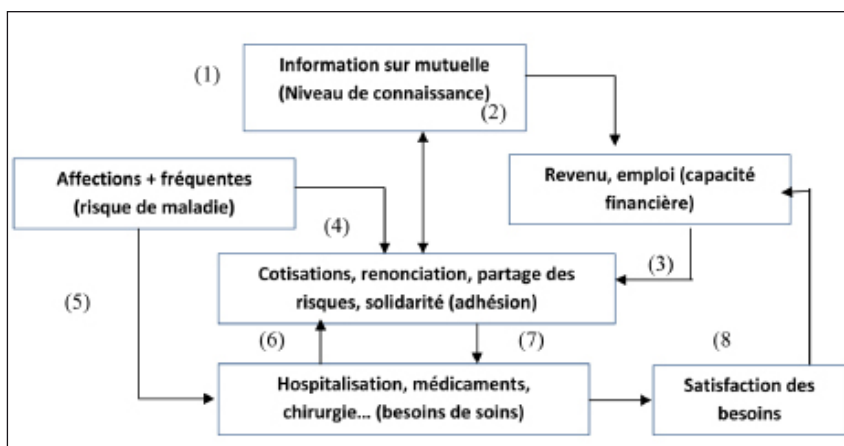 (1)
Information sur mutuelle
(Niveau de connaissance)
(2)
Affections + fréquentes
(risque de maladie)
Revenu, emploi (capacité
financière)
(4)
(3)
Cotisations, renonciation, partage des
risques, solidarité (adhésion)
(5)
(6)
(7)
(8
Hospitalisation, médicaments,
chirurgie... (besoins de soins)
Satisfaction des
besoins